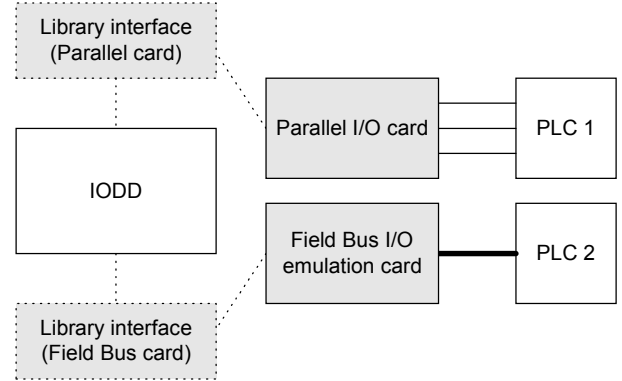 Library interface
(Parallel card)
Parallel I/O card
PLC 1
IODD
Field Bus I/O
emulation card
PLC 2
Library interface
(Field Bus card)